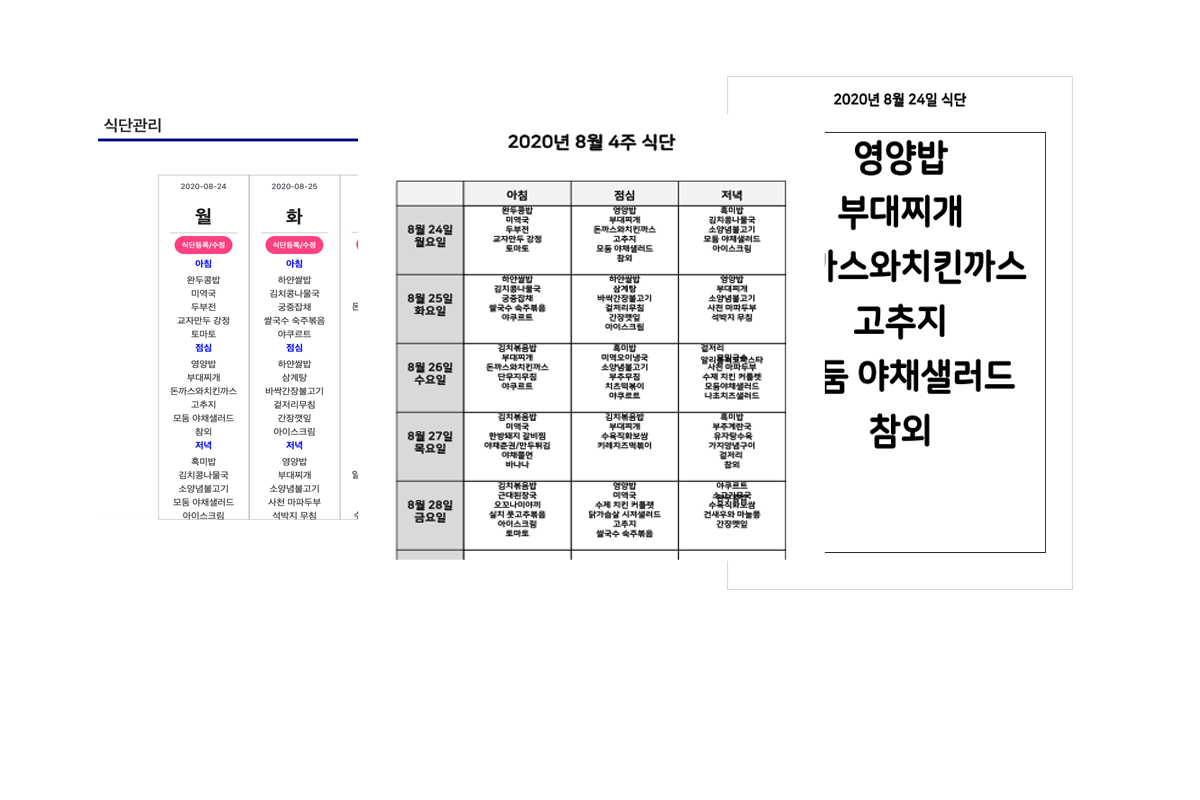 식단관리
2020-08-24
월
식단등록/수정
아침
완두콩밥
미역국
두부전
교자만두 강정
토마토
점심
영양밥
부대찌개
돈까스와치킨까스
고추지
모둠 야채샐러드
참외
저녁
흑미밥
김치콩나물국
소양념불고기
모둠 야채샐러드
아이스크림
2020-08-25
화
식단등록/수정
아침
하얀쌀밥
김치콩나물국
궁중잡채
쌀국수 숙주볶음
야쿠르트
점심
하얀쌀밥
삼계탕
바싹간장불고기
겉저리무침
간장깻잎
아이스크림
저녁
영양밥
부대찌개
소양념불고기
사천 마파두부
석박지 무침
2020년 8월 4주 식단
아침 점심 저녁
8월 24일
월요일
완두콩밥
미역국
두부전
교자만두 강정
토마토
영양밥
부대찌개
돈까스와치킨까스
고추지
모둠 야채샐러드
참외
흑미밥
김치콩나물국
소양념불고기
모둠 야채샐러드
아이스크림
8월 25일
화요일
하얀쌀밥
김치콩나물국
궁중잡채
쌀국수 숙주볶음
야쿠르트
하얀쌀밥
삼계탕
바싹간장불고기
겉저리무침
간장깻잎
아이스크림
영양밥
부대찌개
소양념불고기
사천 마파두부
석박지 무침
8월 26일
수요일
김치볶음밥
부대찌개
돈까스와치킨까스
단무지무침
야쿠르트
흑미밥
미역오이냉국
소양념불고기
부추무침
치츠떡볶이
야쿠르트
겉저리
사천 마파두부
수제 치킨 커틀렛
모둠야채샐러드
나초치즈샐러드
8월 27일
목요일
김치볶음밥
미역국
한방돼지 갈비찜
야채춘권/만두튀김
야채쫄면
바나나
김치볶음밥
부대찌개
수육직화보쌈
키레치즈떡볶이
흑미밥
부추계란국
유자탕수육
가지양념구이
겉저리
참외
8월 28일
금요일
김치볶음밥
근대된장국
오꼬나미야끼
실치 풋고추볶음
아이스크림
토마토
영양밥
미역국
수제 치킨 커틀렛
닭가슴살 시저샐러드
고추지
쌀국수 숙주볶음
야쿠르트
수육직화보쌈
건새우와 마늘쫑
간장깻잎
2020년 8월 24일 식단
영양밥
부대찌개
까스와치킨까스
고추지
둠 야채샐러드
참외